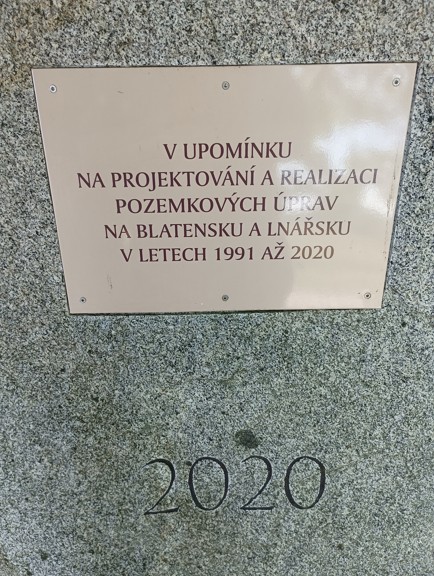 V UPOMÍNKU
NA PROJEKTOVÁNÍ A REALIZACI
POZEMKOVÝCH ÚPRAV
NA BLATENSKU A LNÁŘSKU
V LETECH 1991 AŽ 2020
2020